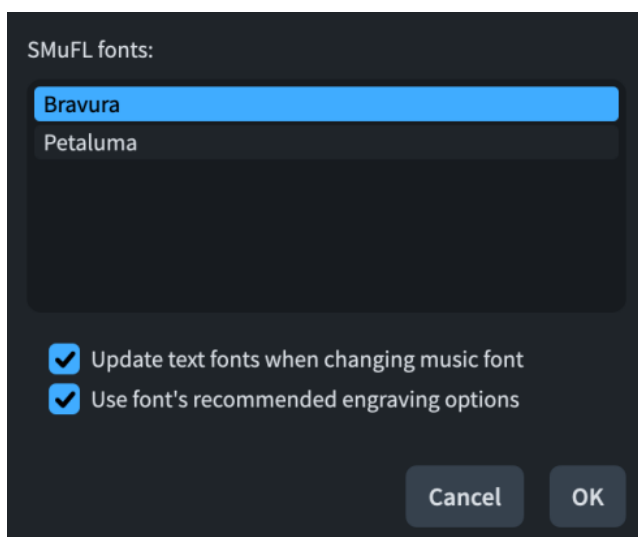 SMuFL fonts:
Bravura
Petaluma
Update text fonts when changing music font
Use font's recommended engraving options
Cancel OK